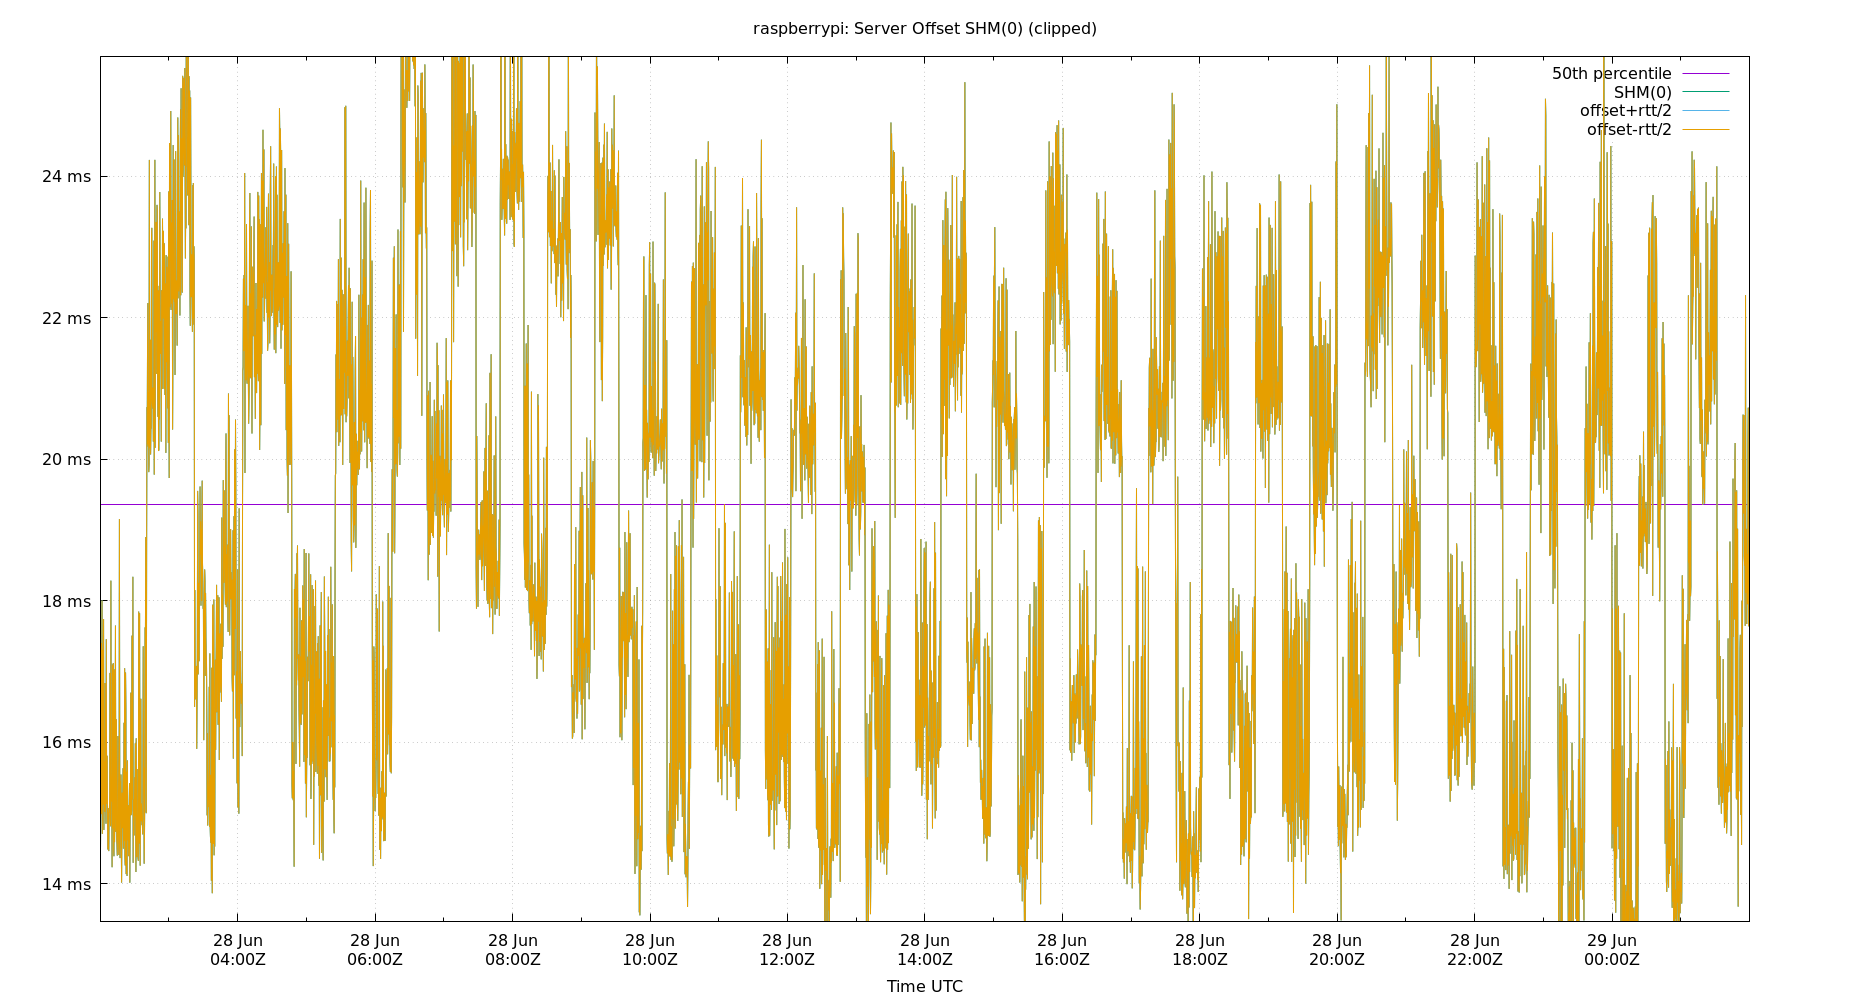 raspberrypi: Server Offset SHM(0) (clipped)
50th percentile
SHM(0)
offset+rtt/2
offset-rtt/2
24 ms
22 ms
20 ms
18 ms
16 ms
14 ms
28 Jun 28 Jun 28 Jun 28 Jun 28 Jun 28 Jun 28 Jun 28 Jun 28 Jun 28 Jun 29 Jun
04:00Z 06:00Z 08:00Z 10:00Z 12:00Z 14:00Z 16:00Z 18:00Z 20:00Z 22:00Z 00:00Z
Time UTC